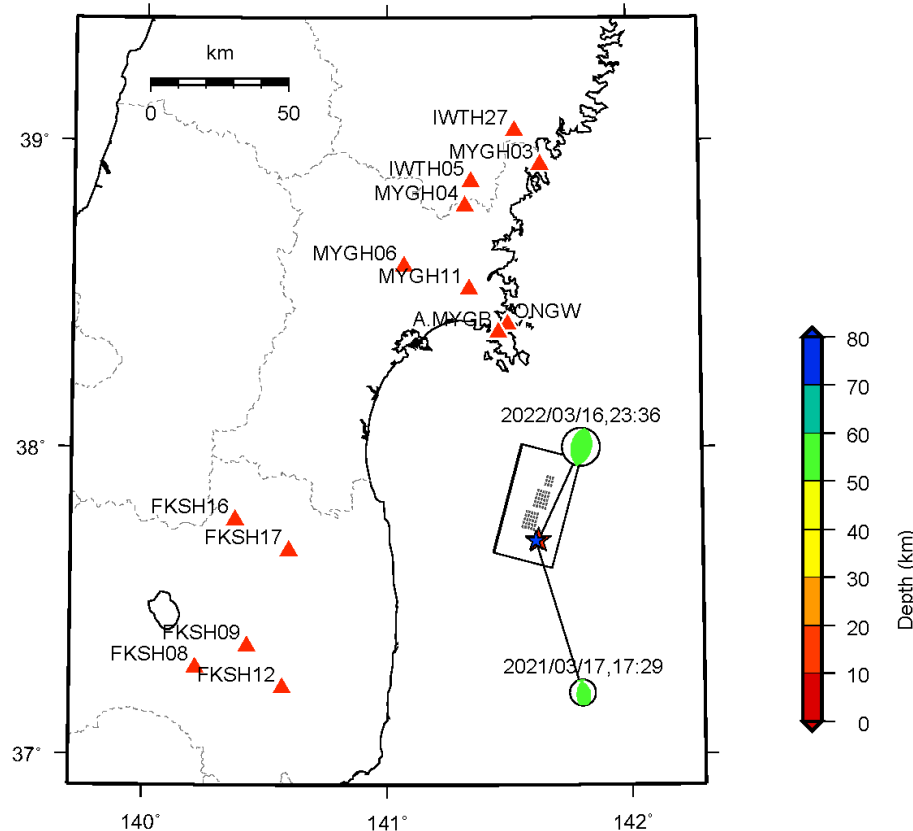 km
0 50
IWTH27
MYGH03
39°
IWTH05
MYGH04
MYGH06
MYGH11
A.MYGB
ONGW
80
70
60
50
40
30
20
10
0
Depth (km)
2022/03/16,23:36
38°
FKSH16
FKSH17
FKSH09
FKSH08
FKSH12
2021/03/17,17:29
37°
140° 141° 142°